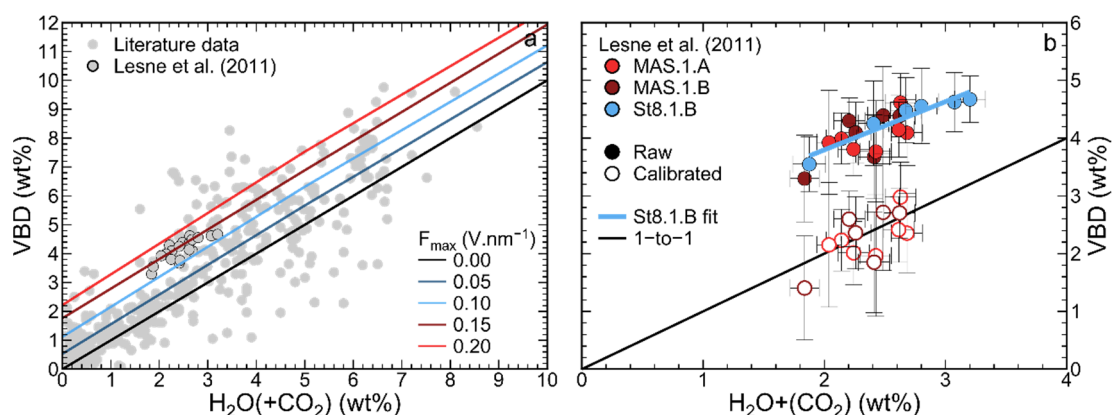 12
11
10
9
8
7
6
5
4
3
2
1
0
VBD (wt%)
Literature data
Lesne et al. (2011)
a
Fmax (V.nm⁻¹)
0.00
0.05
0.10
0.15
0.20
0 1 2 3 4 5 6 7 8 9 10
H₂O(+CO₂) (wt%)
b
Lesne et al. (2011)
MAS.1.A
MAS.1.B
St8.1.B
Raw
Calibrated
St8.1.B fit
1−to−1
6
5
4
3
2
1
0
VBD (wt%)
0 1 2 3 4
H₂O+(CO₂) (wt%)